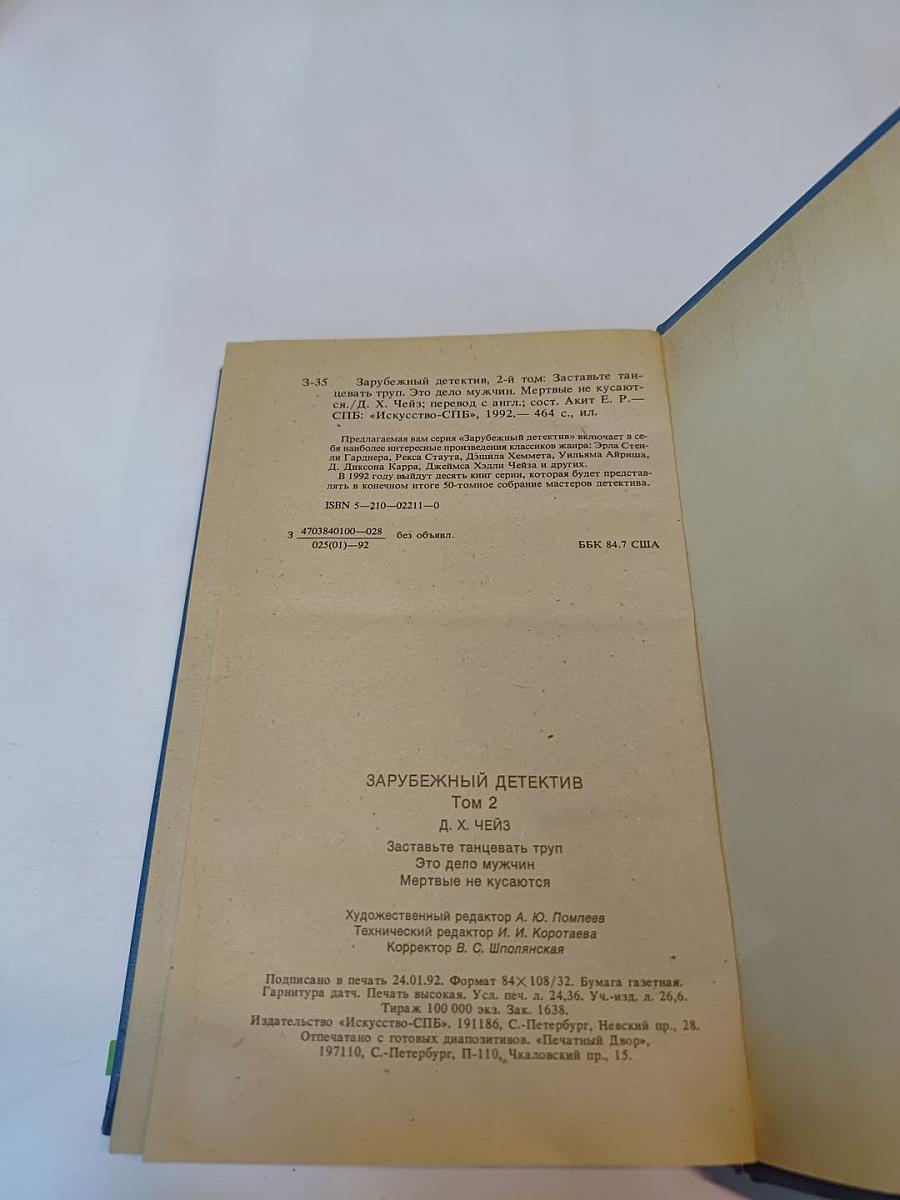 З-35 Зарубежный детектив, 2-й том: Заставьте тан-
цевать труп. Это дело мужчин. Мертвые не кусают-
ся./Д. Х. Чейз; перевод с англ.; сост. Акит Е. Р.—
СПБ: «Искусство-СПБ», 1992.— 464 с., ил.
Предлагаемая вам серия «Зарубежный детектив» включает в се-
бя наиболее интересные произведения классиков жанра: Эрла Стен-
ли Гарднера, Рекса Стаута, Дэшила Хеммета, Уильяма Айриша,
Д. Диксона Карра, Джеймса Хэдли Чейза и других.
В 1992 году выйдут десять книг серии, которая будет представ-
лять в конечном итоге 50-томное собрание мастеров детектива.
ISBN 5—210—02211—0
З 4703840100—028 без объявл.
025(01)—92
ББК 84.7 США
ЗАРУБЕЖНЫЙ ДЕТЕКТИВ
Том 2
Д. Х. ЧЕЙЗ
Заставьте танцевать труп
Это дело мужчин
Мертвые не кусаются
Художественный редактор А. Ю. Помпеев
Технический редактор И. И. Коротаева
Корректор В. С. Шполянская
Подписано в печать 24.01.92. Формат 84×108/32. Бумага газетная.
Гарнитура датч. Печать высокая. Усл. печ. л. 24,36. Уч.-изд. л. 26,6.
Тираж 100 000 экз. Зак. 1638.
Издательство «Искусство-СПБ». 191186, С.-Петербург, Невский пр., 28.
Отпечатано с готовых диапозитивов. «Печатный Двор»,
197110, С.-Петербург, П-110, Чкаловский пр., 15.